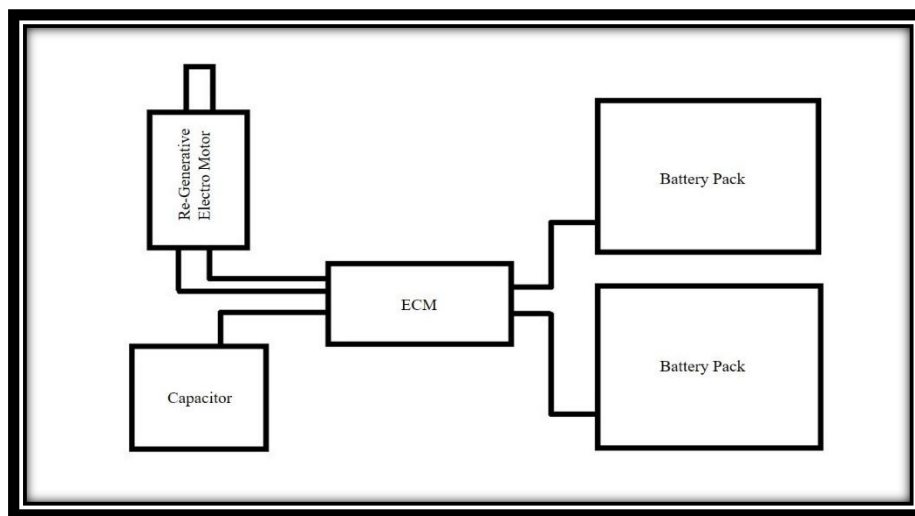 Re-Generative
Electro Motor
Battery Pack
ECM
Battery Pack
Capacitor